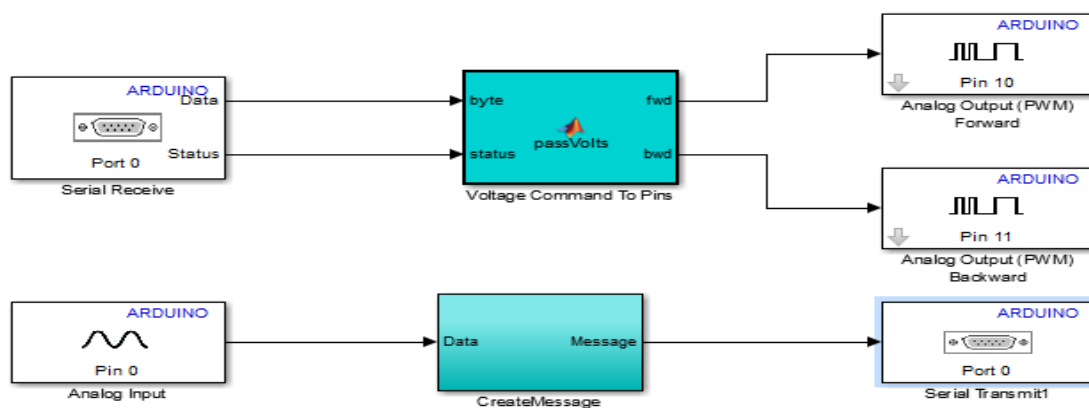 ARDUINO
Data
Status
Port 0
Serial Receive
byte
status
passVolts
fwd
bwd
Voltage Command To Pins
ARDUINO
Pin 10
Analog Output (PWM)
Forward
ARDUINO
Pin 11
Analog Output (PWM)
Backward
ARDUINO
Pin 0
Analog Input
Data
Message
CreateMessage
ARDUINO
Port 0
Serial Transmit1